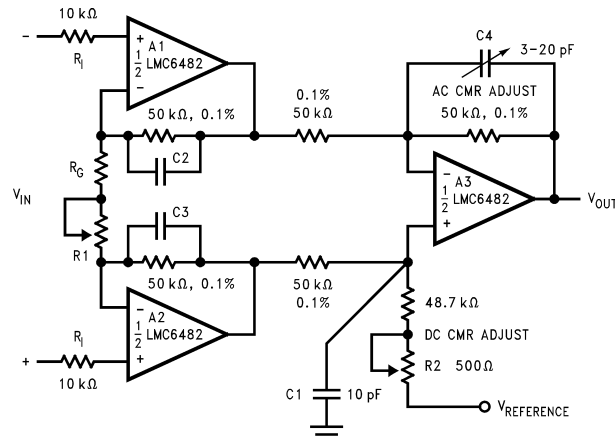 10 kΩ
−
R_I
+
A1
½ LMC6482
−
50 kΩ, 0.1%
C2
0.1%
50 kΩ
C4
3–20 pF
AC CMR ADJUST
50 kΩ, 0.1%
R_G
V_IN
R1
C3
50 kΩ, 0.1%
50 kΩ
0.1%
−
A3
½ LMC6482
+
V_OUT
−
A2
½ LMC6482
+
R_I
+
10 kΩ
48.7 kΩ
DC CMR ADJUST
R2 500Ω
C1
10 pF
V_REFERENCE